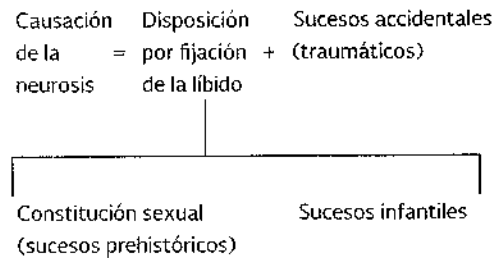 Causación Disposición Sucesos accidentales
de la = por fijación + (traumáticos)
neurosis de la líbido
Constitución sexual Sucesos infantiles
(sucesos prehistóricos)